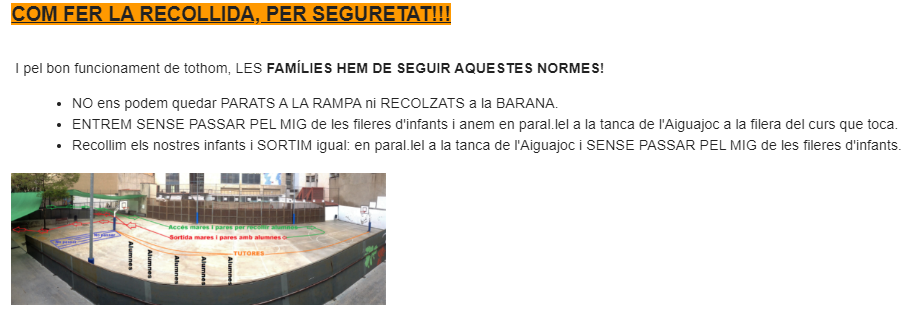 COM FER LA RECOLLIDA, PER SEGURETAT!!!
I pel bon funcionament de tothom, LES FAMÍLIES HEM DE SEGUIR AQUESTES NORMES!
• NO ens podem quedar PARATS A LA RAMPA ni RECOLZATS a la BARANA.
• ENTREM SENSE PASSAR PEL MIG de les fileres d'infants i anem en paral.lel a la tanca de l'Aiguajoc a la filera del curs que toca.
• Recollim els nostres infants i SORTIM igual: en paral.lel a la tanca de l'Aiguajoc i SENSE PASSAR PEL MIG de les fileres d'infants.
Accés mares i pares per recollir alumnes
Sortida mares i pares amb alumnes
No passar
No passar
TUTORES
Alumnes
Alumnes
Alumnes
Alumnes
Alumnes